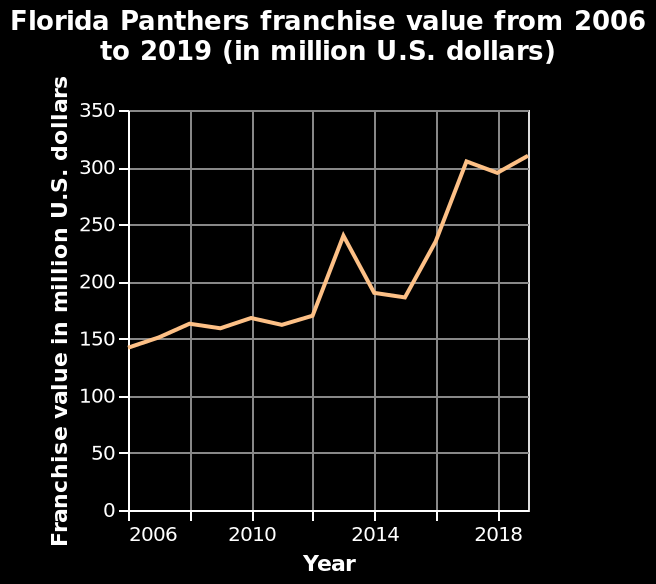 Florida Panthers franchise value from 2006
to 2019 (in million U.S. dollars)
Franchise value in million U.S. dollars
350
300
250
200
150
100
50
0
2006 2010 2014 2018
Year